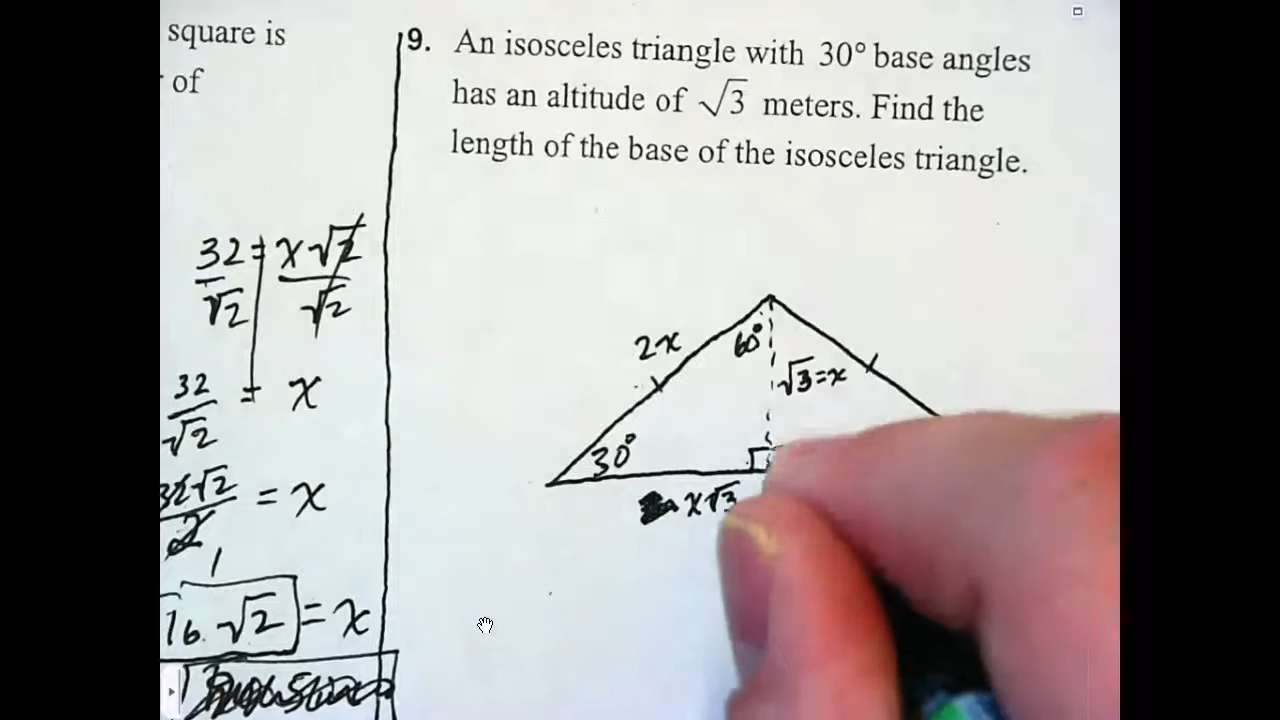 square is
of
32 = x√2
√2 √2
32 = x
√2
32√2 = x
2
1
16 · √2 = x
9. An isosceles triangle with 30° base angles
has an altitude of √3 meters. Find the
length of the base of the isosceles triangle.
2x
60°
√3=x
30°
x√3